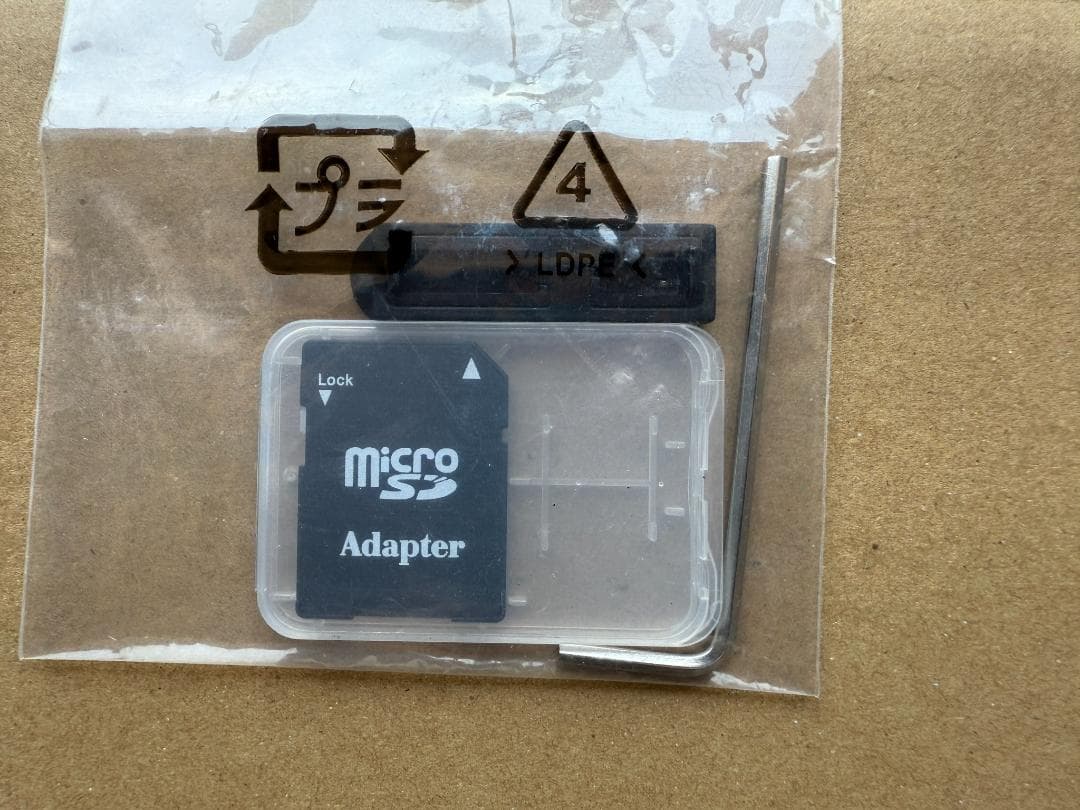 プラ
4
>LDPE<
Lock
micro
SD
Adapter